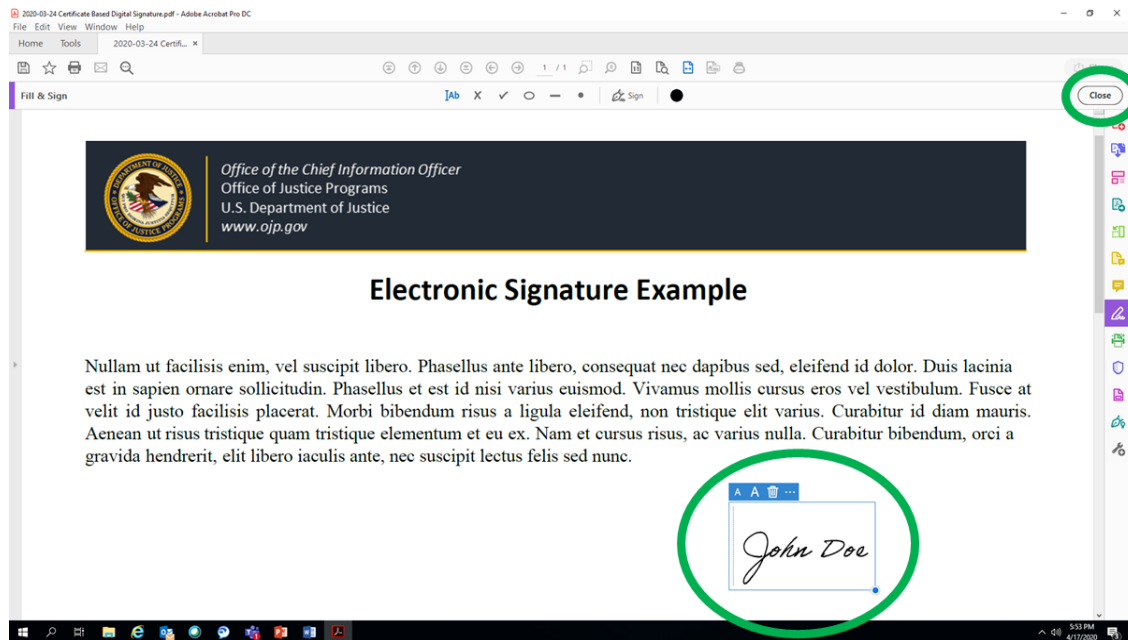 2020-03-24 Certificate Based Digital Signature.pdf - Adobe Acrobat Pro DC
File Edit View Window Help
Home Tools 2020-03-24 Certifi... ×
1 / 1
Fill & Sign
Ab
Sign
Close
Office of the Chief Information Officer
Office of Justice Programs
U.S. Department of Justice
www.ojp.gov
Electronic Signature Example
Nullam ut facilisis enim, vel suscipit libero. Phasellus ante libero, consequat nec dapibus sed, eleifend id dolor. Duis lacinia
est in sapien ornare sollicitudin. Phasellus et est id nisi varius euismod. Vivamus mollis cursus eros vel vestibulum. Fusce at
velit id justo facilisis placerat. Morbi bibendum risus a ligula eleifend, non tristique elit varius. Curabitur id diam mauris.
Aenean ut risus tristique quam tristique elementum et eu ex. Nam et cursus risus, ac varius nulla. Curabitur bibendum, orci a
gravida hendrerit, elit libero iaculis ante, nec suscipit lectus felis sed nunc.
A A ···
John Doe
5:53 PM
4/17/2020